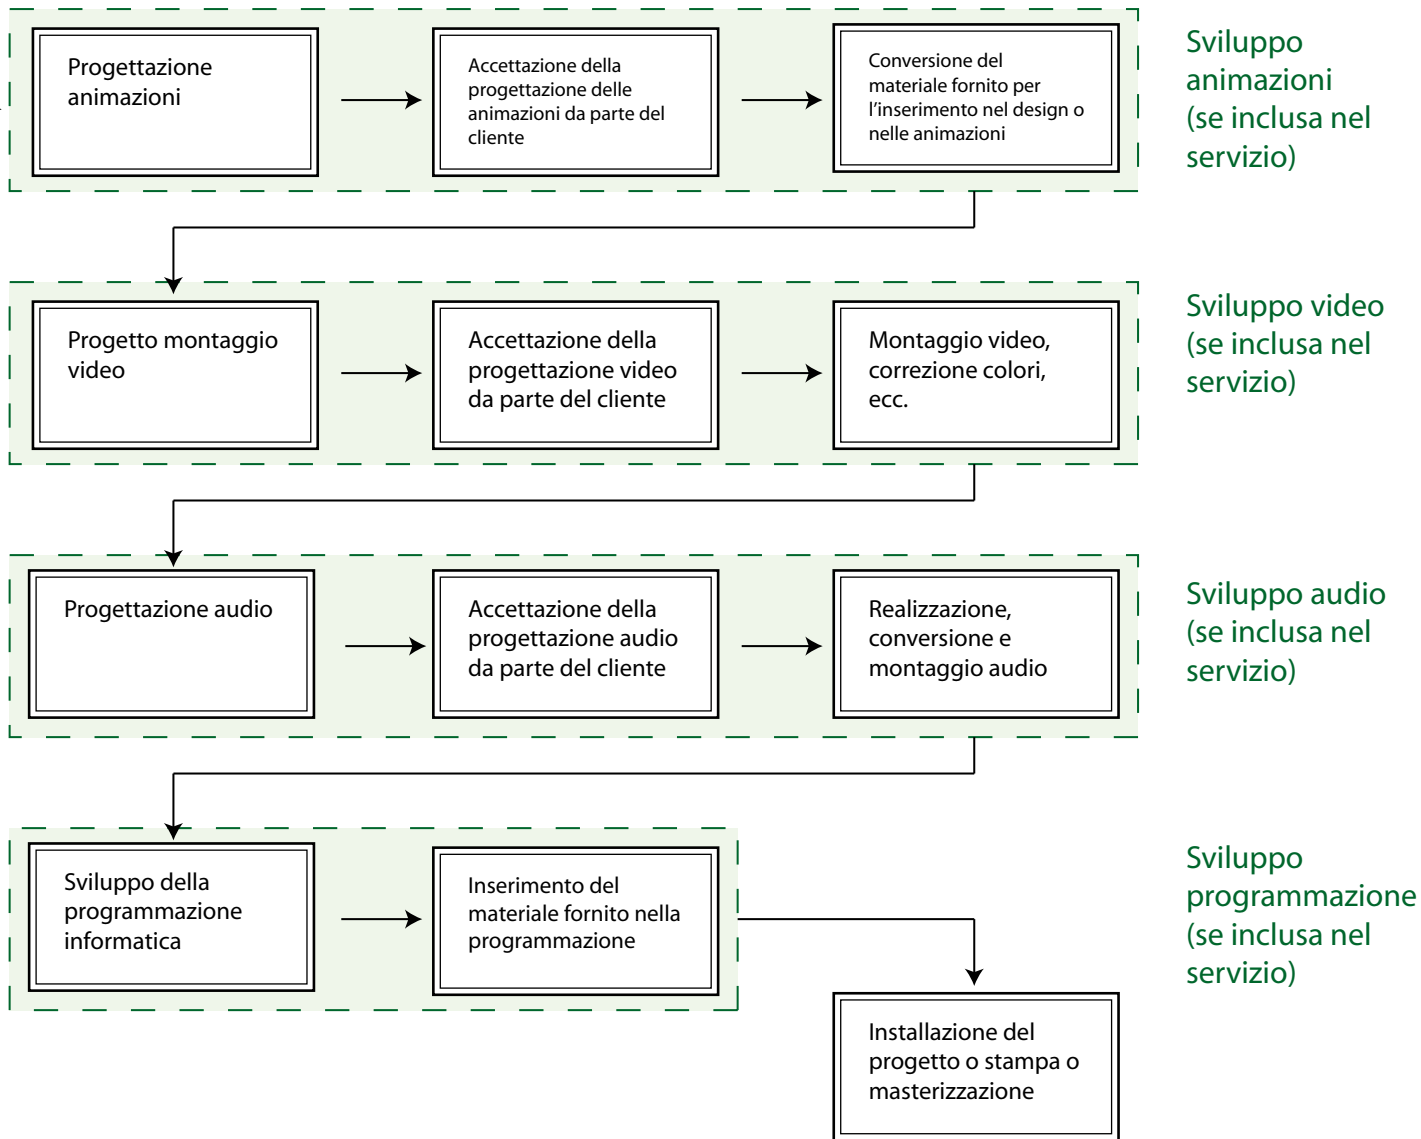 Progettazione
animazioni
Accettazione della
progettazione delle
animazioni da parte del
cliente
Conversione del
materiale fornito per
l'inserimento nel design o
nelle animazioni
Sviluppo
animazioni
(se inclusa nel
servizio)
Progetto montaggio
video
Accettazione della
progettazione video
da parte del cliente
Montaggio video,
correzione colori,
ecc.
Sviluppo video
(se inclusa nel
servizio)
Progettazione audio
Accettazione della
progettazione audio
da parte del cliente
Realizzazione,
conversione e
montaggio audio
Sviluppo audio
(se inclusa nel
servizio)
Sviluppo della
programmazione
informatica
Inserimento del
materiale fornito nella
programmazione
Sviluppo
programmazione
(se inclusa nel
servizio)
Installazione del
progetto o stampa o
masterizzazione